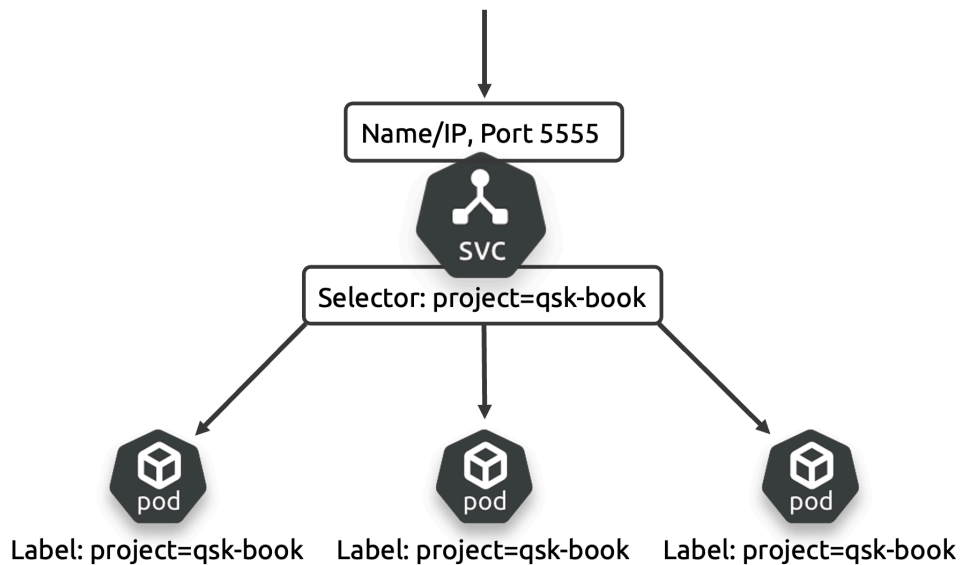 Name/IP, Port 5555
svc
Selector: project=qsk-book
pod
pod
pod
Label: project=qsk-book
Label: project=qsk-book
Label: project=qsk-book